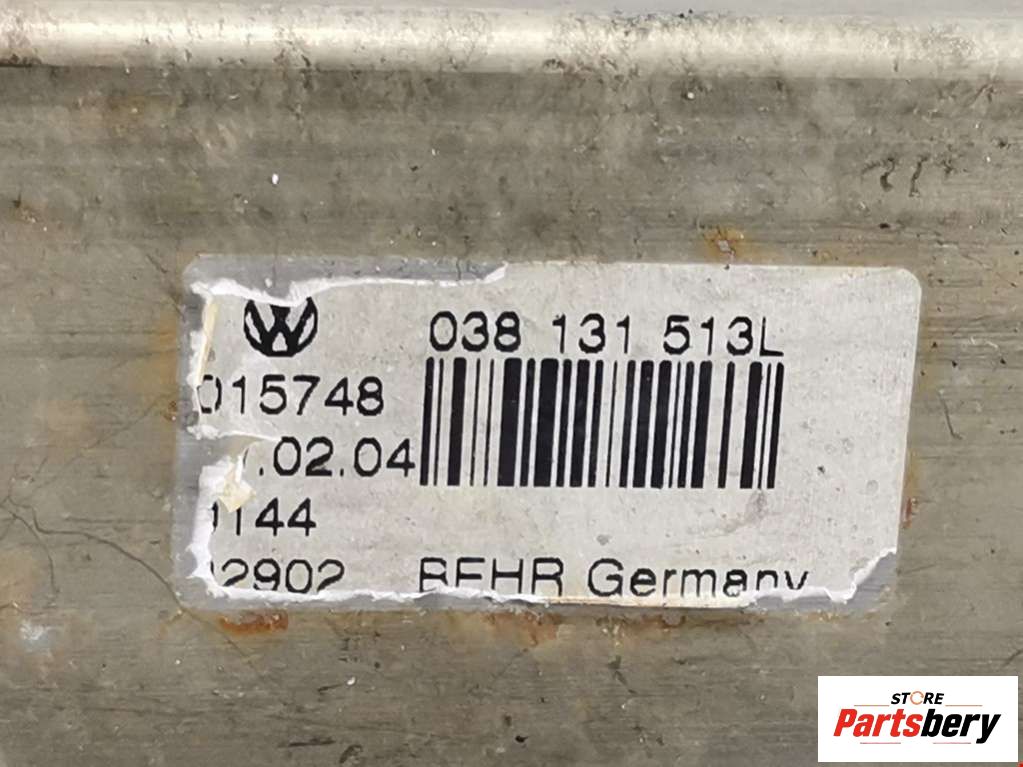 038 131 513L
015748
.02.04
144
2902 BEHR Germany
STORE
Partsbery